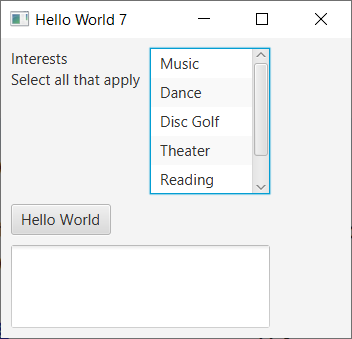 Hello World 7
Interests
Select all that apply
Music
Dance
Disc Golf
Theater
Reading
Hello World